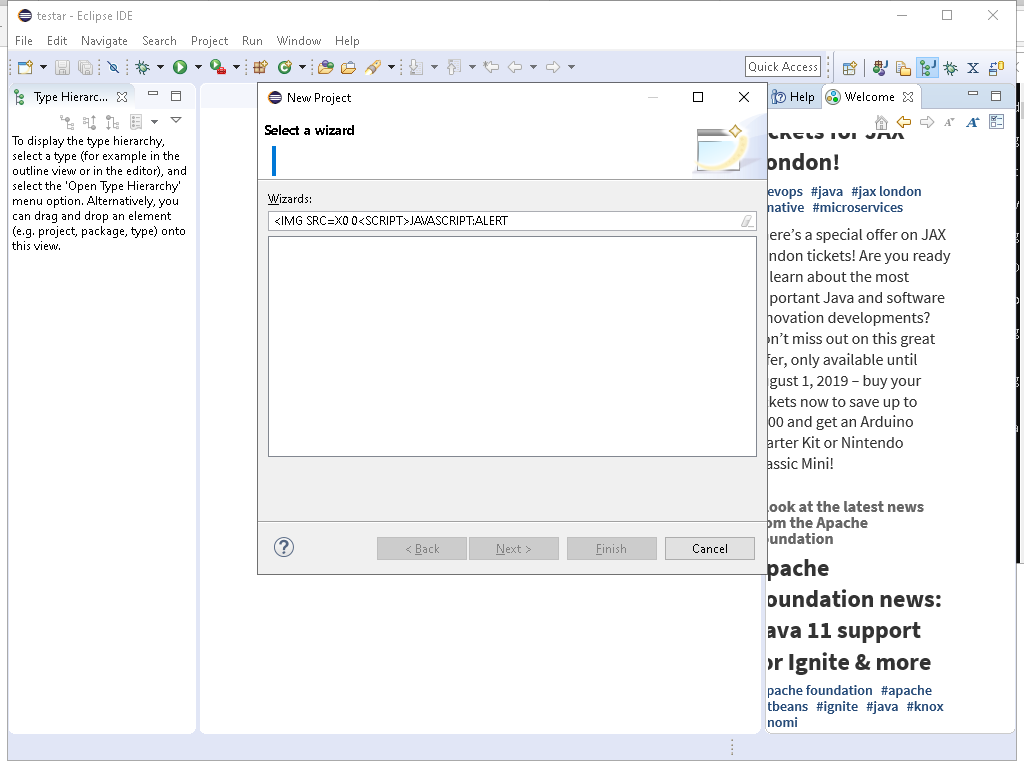 testar - Eclipse IDE
File Edit Navigate Search Project Run Window Help
Quick Access
Type Hierarc...
To display the type hierarchy,
select a type (for example in the
outline view or in the editor), and
select the 'Open Type Hierarchy'
menu option. Alternatively, you
can drag and drop an element
(e.g. project, package, type) onto
this view.
New Project
Select a wizard
Wizards:
<IMG SRC=X0 0<SCRIPT>JAVASCRIPT:ALERT
< Back
Next >
Finish
Cancel
Help
Welcome
ckets for JAX
ondon!
evops #java #jax london
native #microservices
ere's a special offer on JAX
ndon tickets! Are you ready
learn about the most
portant Java and software
novation developments?
on't miss out on this great
fer, only available until
gust 1, 2019 – buy your
kets now to save up to
00 and get an Arduino
arter Kit or Nintendo
assic Mini!
ook at the latest news
om the Apache
oundation
pache
oundation news:
ava 11 support
or Ignite & more
pache foundation #apache
tbeans #ignite #java #knox
nomi